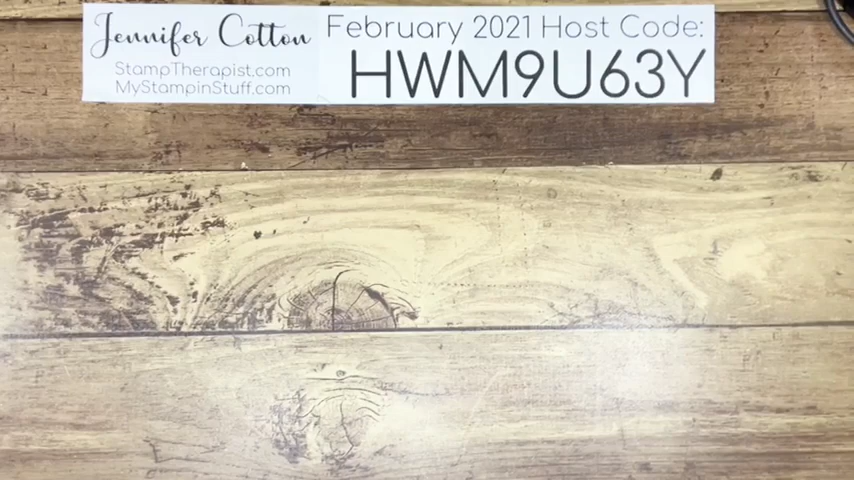 Jennifer Cotton
StampTherapist.com
MyStampinStuff.com
February 2021 Host Code:
HWM9U63Y